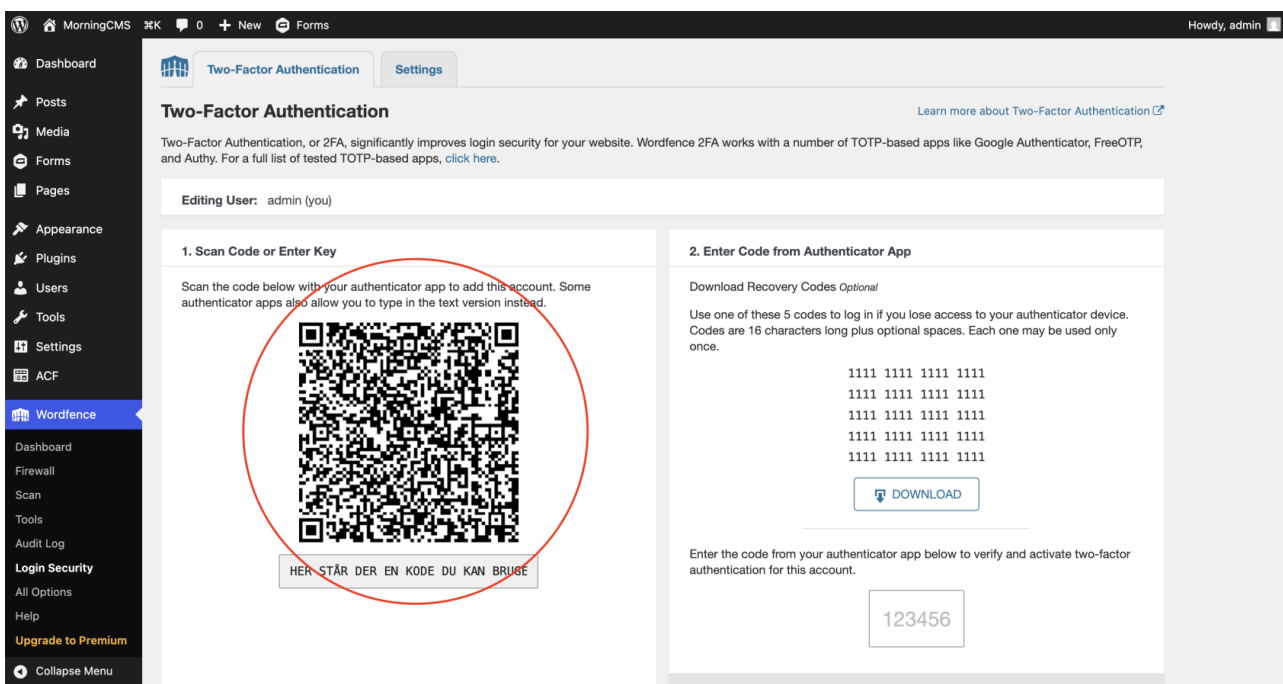 MorningCMS ⌘K 0 + New Forms
Howdy, admin
Dashboard
Posts
Media
Forms
Pages
Appearance
Plugins
Users
Tools
Settings
ACF
Wordfence
Dashboard
Firewall
Scan
Tools
Audit Log
Login Security
All Options
Help
Upgrade to Premium
Collapse Menu
Two-Factor Authentication
Settings
Two-Factor Authentication
Learn more about Two-Factor Authentication
Two-Factor Authentication, or 2FA, significantly improves login security for your website. Wordfence 2FA works with a number of TOTP-based apps like Google Authenticator, FreeOTP,
and Authy. For a full list of tested TOTP-based apps, click here.
Editing User: admin (you)
1. Scan Code or Enter Key
Scan the code below with your authenticator app to add this account. Some
authenticator apps also allow you to type in the text version instead.
HER STÅR DER EN KODE DU KAN BRUGE
2. Enter Code from Authenticator App
Download Recovery Codes Optional
Use one of these 5 codes to log in if you lose access to your authenticator device.
Codes are 16 characters long plus optional spaces. Each one may be used only
once.
1111 1111 1111 1111
1111 1111 1111 1111
1111 1111 1111 1111
1111 1111 1111 1111
1111 1111 1111 1111
DOWNLOAD
Enter the code from your authenticator app below to verify and activate two-factor
authentication for this account.
123456